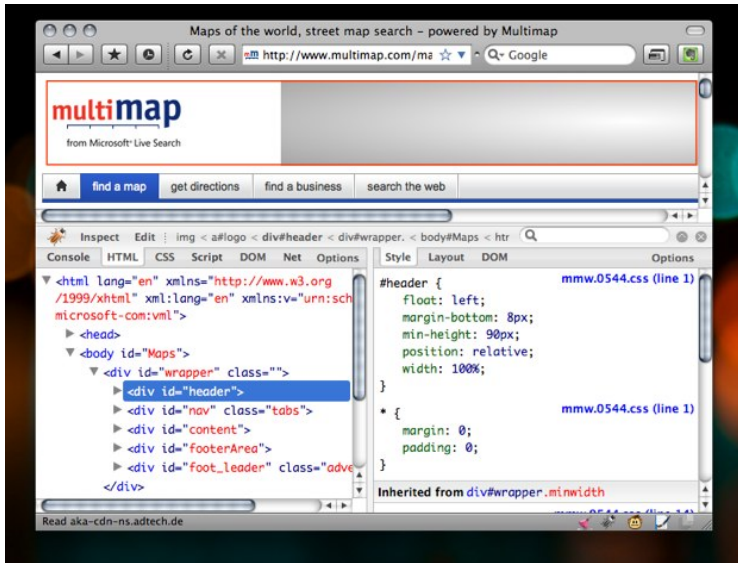 Maps of the world, street map search – powered by Multimap
http://www.multimap.com/ma
Google
multimap
from Microsoft® Live Search
find a map
get directions
find a business
search the web
Inspect Edit img < a#logo < div#header < div#wrapper. < body#Maps < htr
Console HTML CSS Script DOM Net Options
Style Layout DOM Options
<html lang="en" xmlns="http://www.w3.org
/1999/xhtml" xml:lang="en" xmlns:v="urn:sch
microsoft-com:vml">
<head>
<body id="Maps">
<div id="wrapper" class="">
<div id="header">
<div id="nav" class="tabs">
<div id="content">
<div id="footerArea">
<div id="foot_leader" class="adve
</div>
#header { mmw.0544.css (line 1)
float: left;
margin-bottom: 8px;
min-height: 90px;
position: relative;
width: 100%;
}
* { mmw.0544.css (line 1)
margin: 0;
padding: 0;
}
Inherited from div#wrapper.minwidth
Read aka-cdn-ns.adtech.de